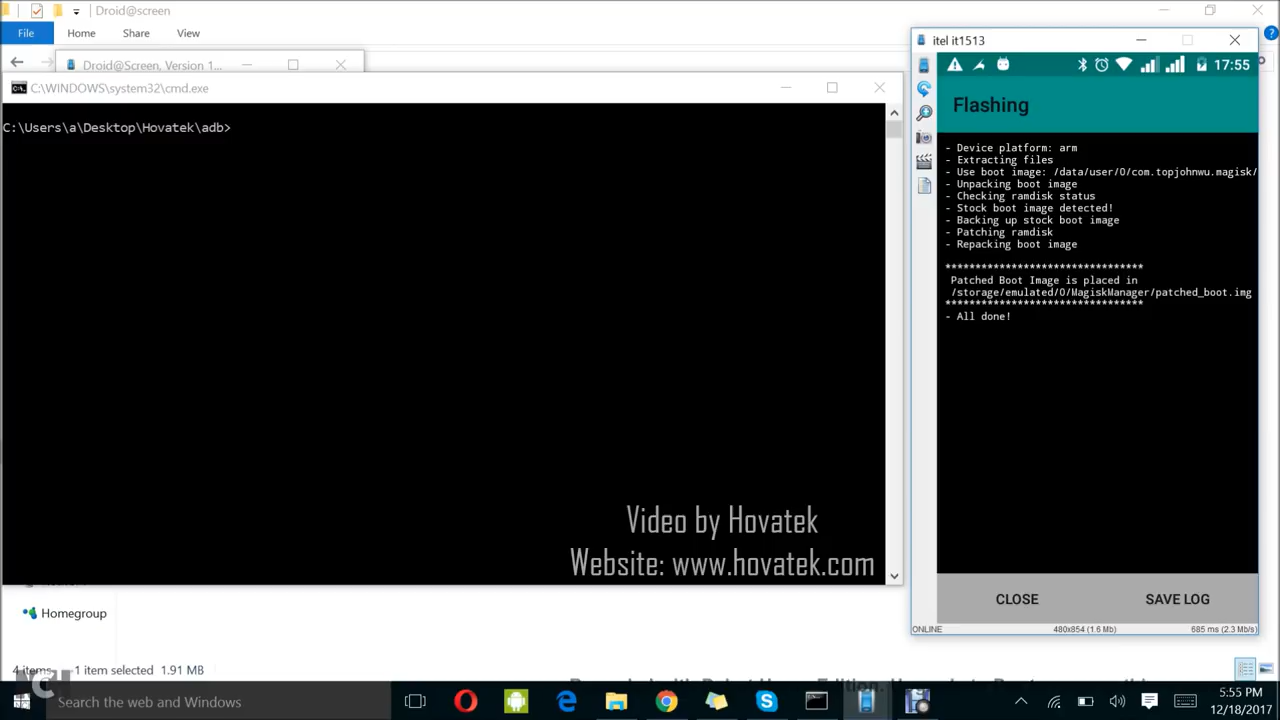 Droid@screen
File
Home
Share
View
Droid@Screen, Version 1...
C:\WINDOWS\system32\cmd.exe
C:\Users\a\Desktop\Hovatek\adb>
itel it1513
17:55
Flashing
- Device platform: arm
- Extracting files
- Use boot image: /data/user/0/com.topjohnwu.magisk/
- Unpacking boot image
- Checking ramdisk status
- Stock boot image detected!
- Backing up stock boot image
- Patching ramdisk
- Repacking boot image
*********************************
Patched Boot Image is placed in
/storage/emulated/0/MagiskManager/patched_boot.img
*********************************
- All done!
CLOSE
SAVE LOG
ONLINE
480x854 (1.6 Mb)
685 ms (2.3 Mb/s)
Video by Hovatek
Website: www.hovatek.com
Homegroup
4 items
1 item selected
1.91 MB
Search the web and Windows
5:55 PM
12/18/2017